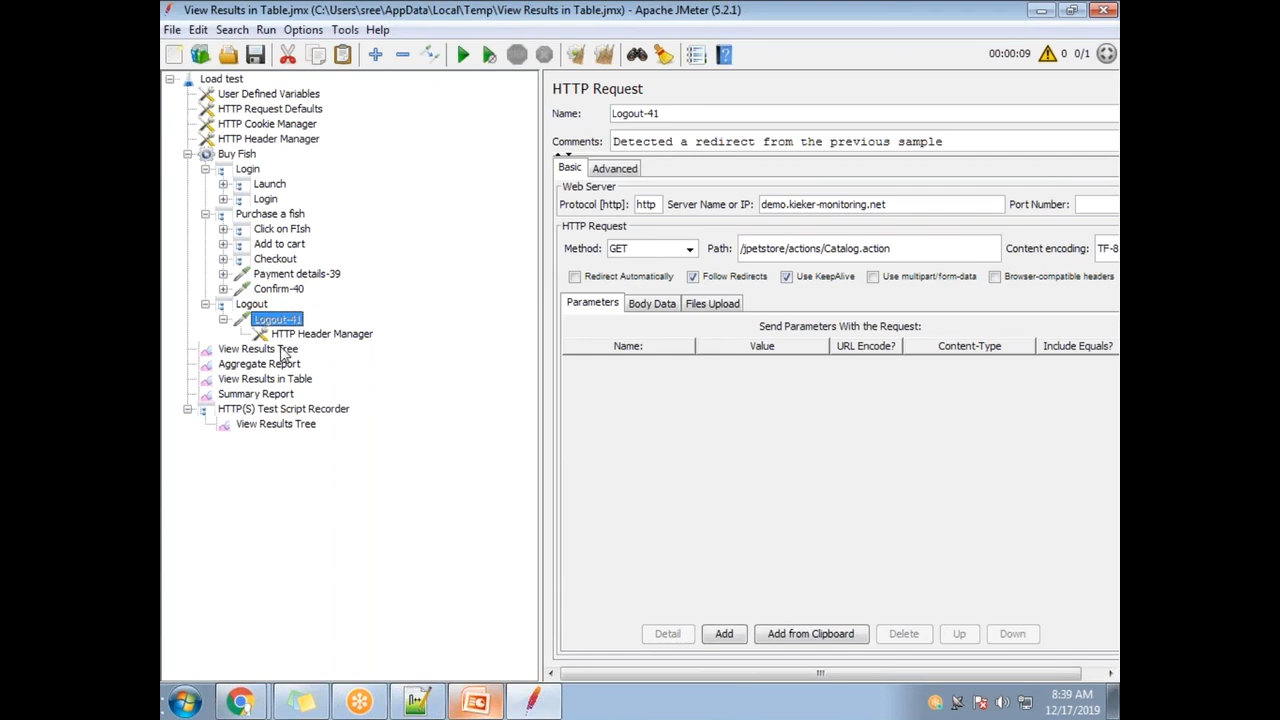 View Results in Table.jmx (C:\Users\sree\AppData\Local\Temp\View Results in Table.jmx) - Apache JMeter (5.2.1)
File Edit Search Run Options Tools Help
00:00:09 0 0/1
Load test
User Defined Variables
HTTP Request Defaults
HTTP Cookie Manager
HTTP Header Manager
Buy Fish
Login
Launch
Login
Purchase a fish
Click on FIsh
Add to cart
Checkout
Payment details-39
Confirm-40
Logout
Logout-41
HTTP Header Manager
View Results Tree
Aggregate Report
View Results in Table
Summary Report
HTTP(S) Test Script Recorder
View Results Tree
HTTP Request
Name: Logout-41
Comments: Detected a redirect from the previous sample
Basic Advanced
Web Server
Protocol [http]: http Server Name or IP: demo.kieker-monitoring.net Port Number:
HTTP Request
Method: GET Path: /jpetstore/actions/Catalog.action Content encoding: TF-8
Redirect Automatically Follow Redirects Use KeepAlive Use multipart/form-data Browser-compatible headers
Parameters Body Data Files Upload
Send Parameters With the Request:
Name: Value URL Encode? Content-Type Include Equals?
Detail Add Add from Clipboard Delete Up Down
8:39 AM
12/17/2019